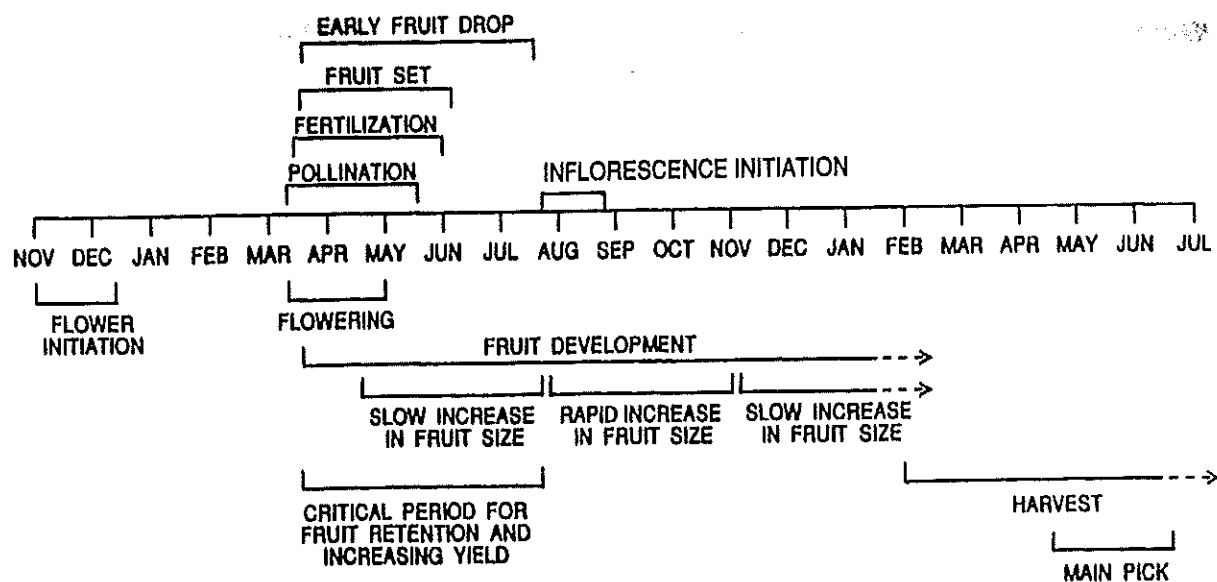 EARLY FRUIT DROP
FRUIT SET
FERTILIZATION
POLLINATION
INFLORESCENCE INITIATION
NOV DEC JAN FEB MAR APR MAY JUN JUL AUG SEP OCT NOV DEC JAN FEB MAR APR MAY JUN JUL
FLOWER
INITIATION
FLOWERING
FRUIT DEVELOPMENT
SLOW INCREASE
IN FRUIT SIZE
RAPID INCREASE
IN FRUIT SIZE
SLOW INCREASE
IN FRUIT SIZE
CRITICAL PERIOD FOR
FRUIT RETENTION AND
INCREASING YIELD
HARVEST
MAIN PICK